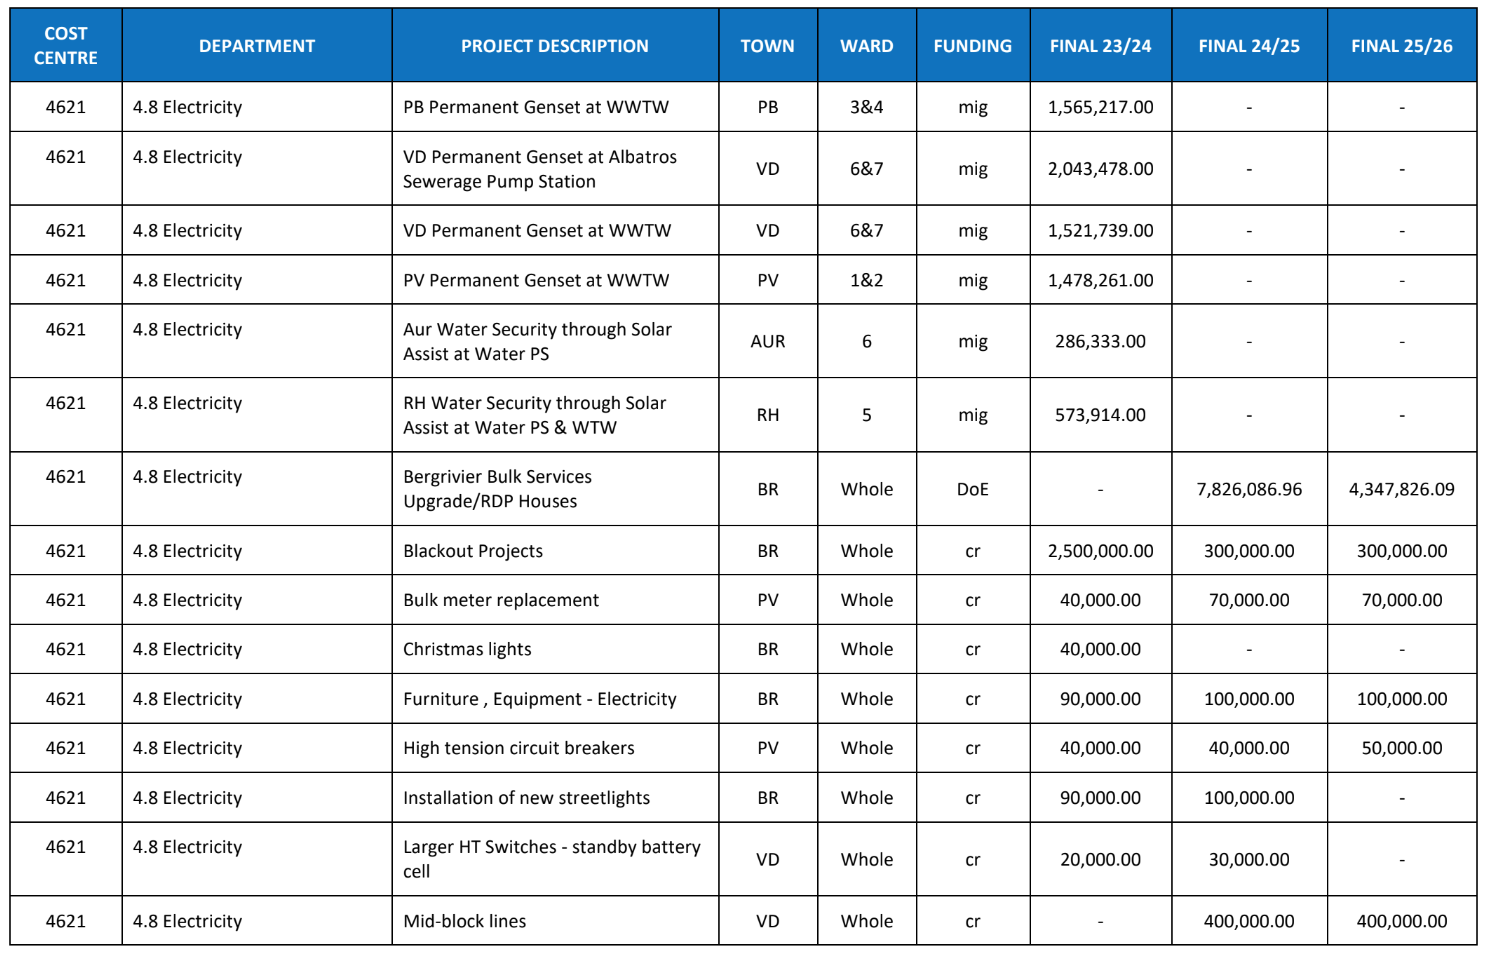 COST CENTRE DEPARTMENT PROJECT DESCRIPTION TOWN WARD FUNDING FINAL 23/24 FINAL 24/25 FINAL 25/26
4621 4.8 Electricity PB Permanent Genset at WWTW PB 3&4 mig 1,565,217.00 - -
4621 4.8 Electricity VD Permanent Genset at Albatros Sewerage Pump Station VD 6&7 mig 2,043,478.00 - -
4621 4.8 Electricity VD Permanent Genset at WWTW VD 6&7 mig 1,521,739.00 - -
4621 4.8 Electricity PV Permanent Genset at WWTW PV 1&2 mig 1,478,261.00 - -
4621 4.8 Electricity Aur Water Security through Solar Assist at Water PS AUR 6 mig 286,333.00 - -
4621 4.8 Electricity RH Water Security through Solar Assist at Water PS & WTW RH 5 mig 573,914.00 - -
4621 4.8 Electricity Bergrivier Bulk Services Upgrade/RDP Houses BR Whole DoE - 7,826,086.96 4,347,826.09
4621 4.8 Electricity Blackout Projects BR Whole cr 2,500,000.00 300,000.00 300,000.00
4621 4.8 Electricity Bulk meter replacement PV Whole cr 40,000.00 70,000.00 70,000.00
4621 4.8 Electricity Christmas lights BR Whole cr 40,000.00 - -
4621 4.8 Electricity Furniture , Equipment - Electricity BR Whole cr 90,000.00 100,000.00 100,000.00
4621 4.8 Electricity High tension circuit breakers PV Whole cr 40,000.00 40,000.00 50,000.00
4621 4.8 Electricity Installation of new streetlights BR Whole cr 90,000.00 100,000.00 -
4621 4.8 Electricity Larger HT Switches - standby battery cell VD Whole cr 20,000.00 30,000.00 -
4621 4.8 Electricity Mid-block lines VD Whole cr - 400,000.00 400,000.00